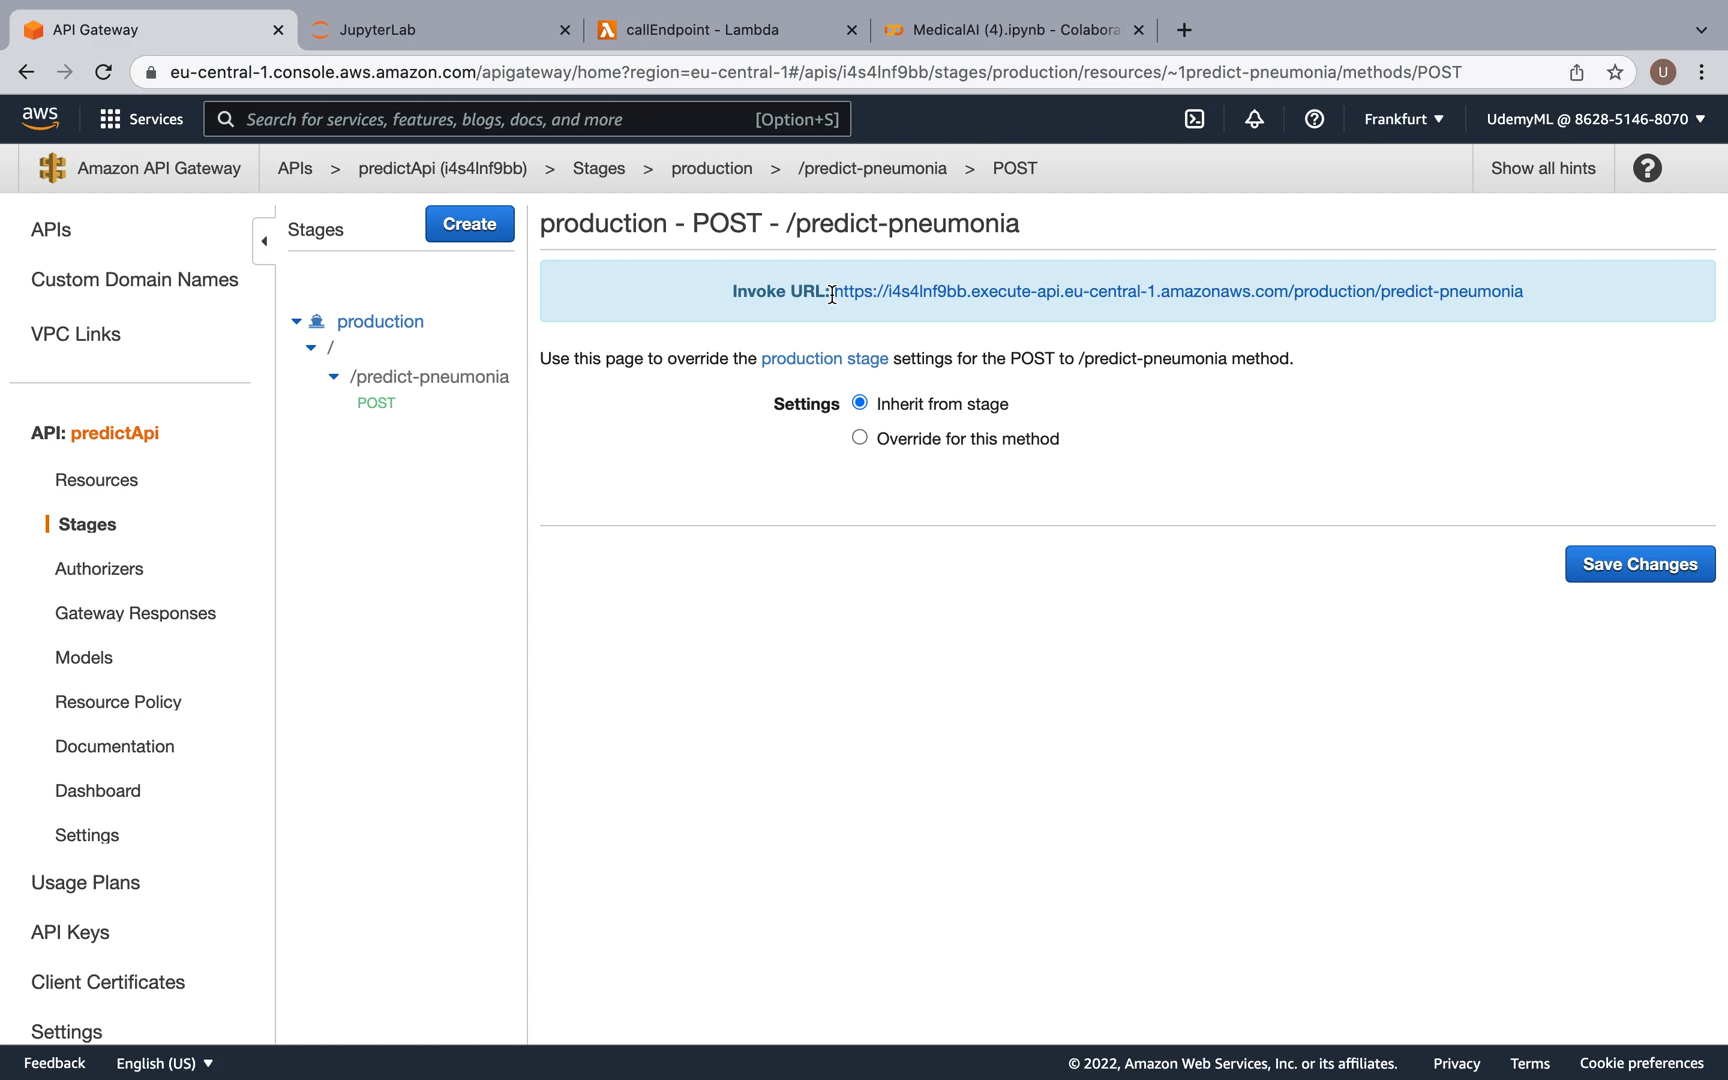 API Gateway
JupyterLab
callEndpoint - Lambda
MedicalAI (4).ipynb - Colabora
eu-central-1.console.aws.amazon.com/apigateway/home?region=eu-central-1#/apis/i4s4lnf9bb/stages/production/resources/~1predict-pneumonia/methods/POST
U
aws
Services
Search for services, features, blogs, docs, and more
[Option+S]
Frankfurt
UdemyML @ 8628-5146-8070
Amazon API Gateway
APIs > predictApi (i4s4lnf9bb) > Stages > production > /predict-pneumonia > POST
Show all hints
APIs
Custom Domain Names
VPC Links
API: predictApi
Resources
Stages
Authorizers
Gateway Responses
Models
Resource Policy
Documentation
Dashboard
Settings
Usage Plans
API Keys
Client Certificates
Settings
Stages
Create
production
/
/predict-pneumonia
POST
production - POST - /predict-pneumonia
Invoke URL: https://i4s4lnf9bb.execute-api.eu-central-1.amazonaws.com/production/predict-pneumonia
Use this page to override the production stage settings for the POST to /predict-pneumonia method.
Settings
Inherit from stage
Override for this method
Save Changes
Feedback
English (US)
© 2022, Amazon Web Services, Inc. or its affiliates.
Privacy
Terms
Cookie preferences